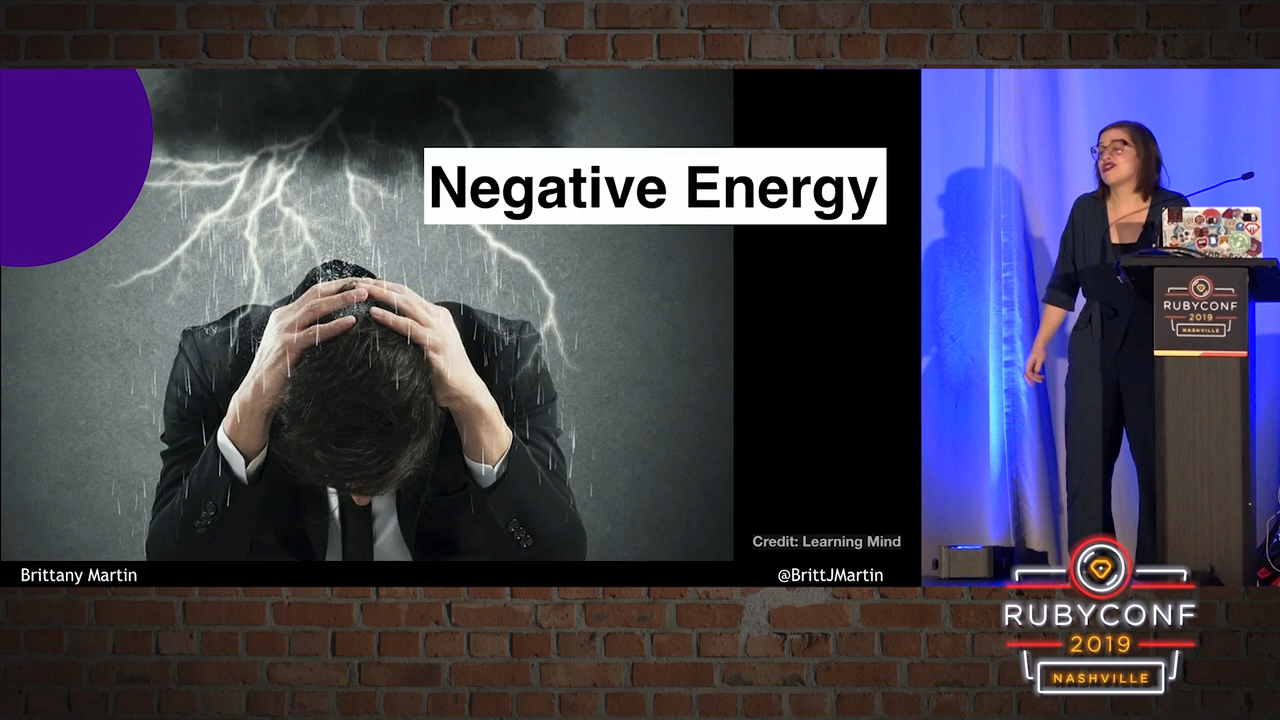 Negative Energy
Credit: Learning Mind
Brittany Martin
@BrittJMartin
RUBYCONF
2019
NASHVILLE
RUBYCONF
2019
NASHVILLE